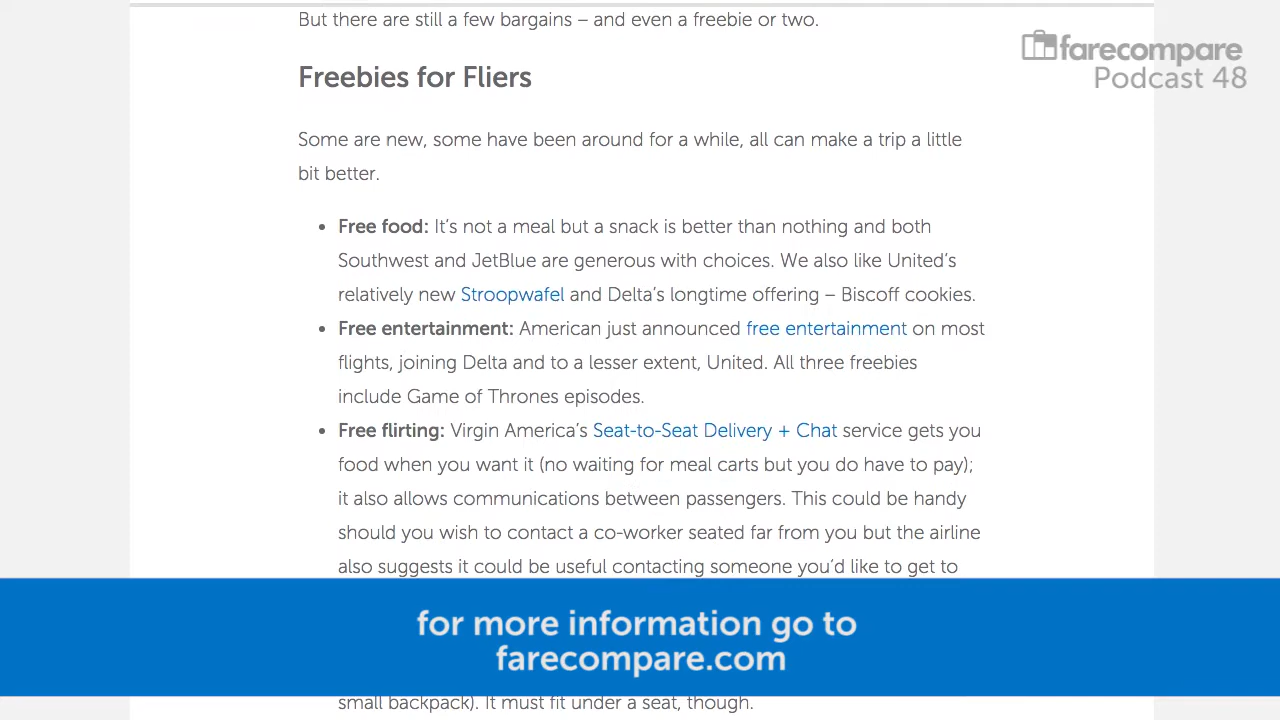 But there are still a few bargains – and even a freebie or two.
farecompare
Podcast 48
Freebies for Fliers
Some are new, some have been around for a while, all can make a trip a little
bit better.
• Free food: It’s not a meal but a snack is better than nothing and both
Southwest and JetBlue are generous with choices. We also like United’s
relatively new Stroopwafel and Delta’s longtime offering – Biscoff cookies.
• Free entertainment: American just announced free entertainment on most
flights, joining Delta and to a lesser extent, United. All three freebies
include Game of Thrones episodes.
• Free flirting: Virgin America’s Seat-to-Seat Delivery + Chat service gets you
food when you want it (no waiting for meal carts but you do have to pay);
it also allows communications between passengers. This could be handy
should you wish to contact a co-worker seated far from you but the airline
also suggests it could be useful contacting someone you’d like to get to
for more information go to
farecompare.com
small backpack). It must fit under a seat, though.